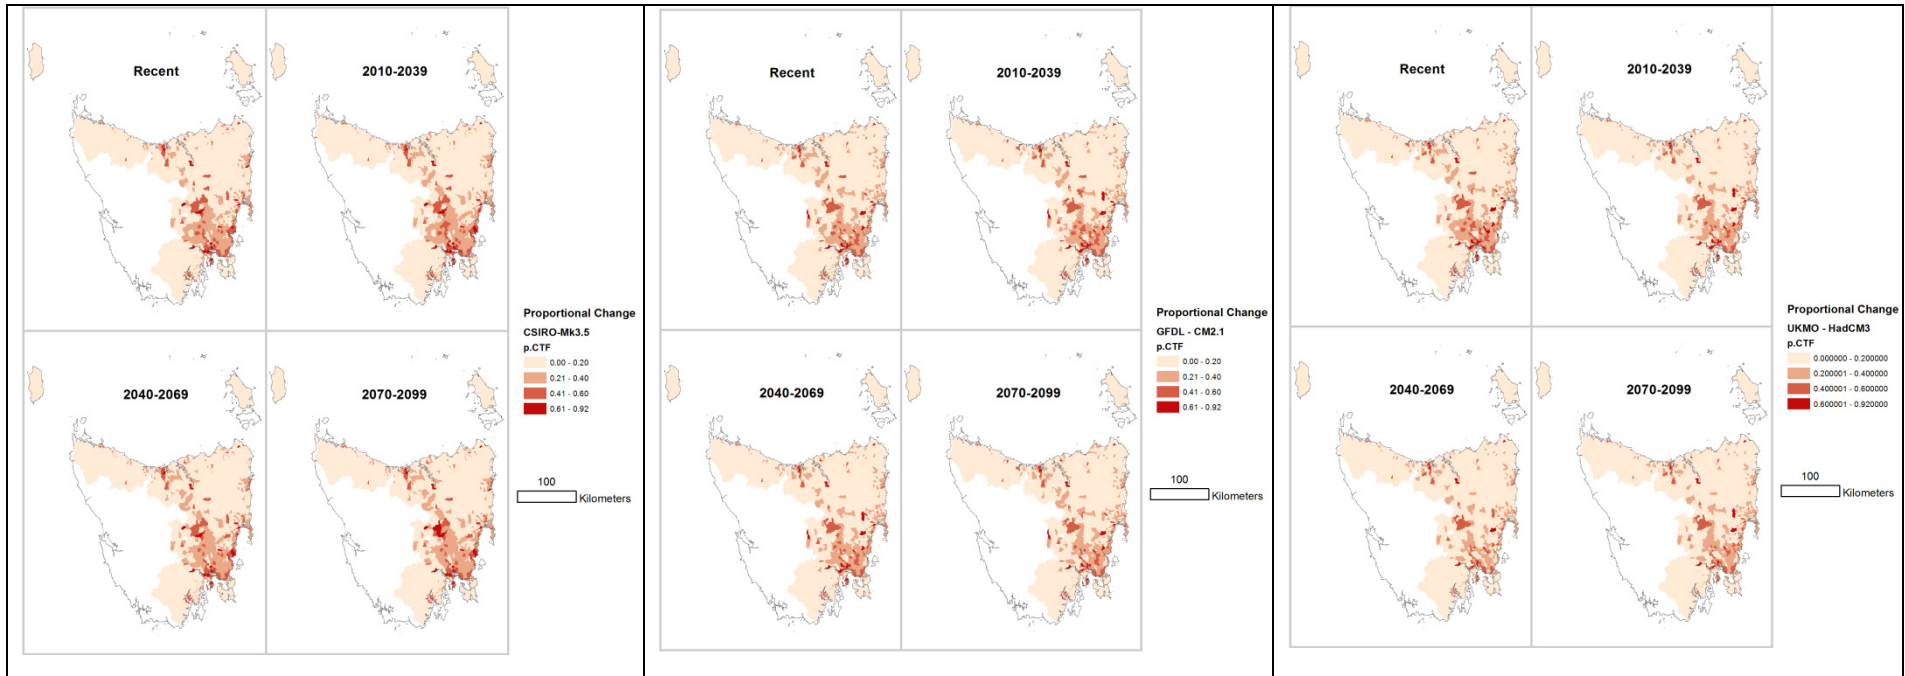 Recent
2010-2039
2040-2069
2070-2099
Proportional Change
CSIRO-Mk3.5
p.CTF
0.00 - 0.20
0.21 - 0.40
0.41 - 0.60
0.61 - 0.92
100
Kilometers
Recent
2010-2039
2040-2069
2070-2099
Proportional Change
GFDL - CM2.1
p.CTF
0.00 - 0.20
0.21 - 0.40
0.41 - 0.60
0.61 - 0.92
100
Kilometers
Recent
2010-2039
2040-2069
2070-2099
Proportional Change
UKMO - HadCM3
p.CTF
0.000000 - 0.200000
0.200001 - 0.400000
0.400001 - 0.600000
0.600001 - 0.920000
100
Kilometers